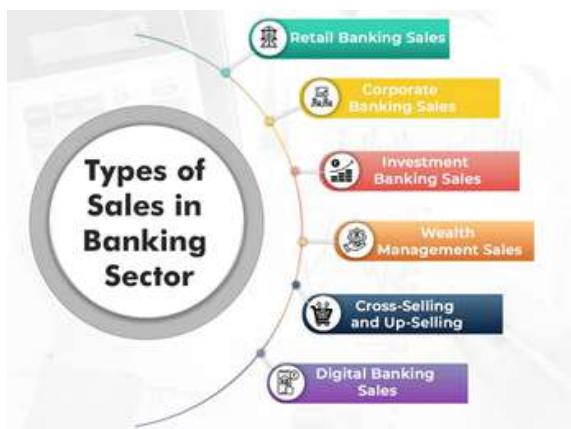 Types of
Sales in
Banking
Sector
Retail Banking Sales
Corporate
Banking Sales
Investment
Banking Sales
Wealth
Management Sales
Cross-Selling
and Up-Selling
Digital Banking
Sales